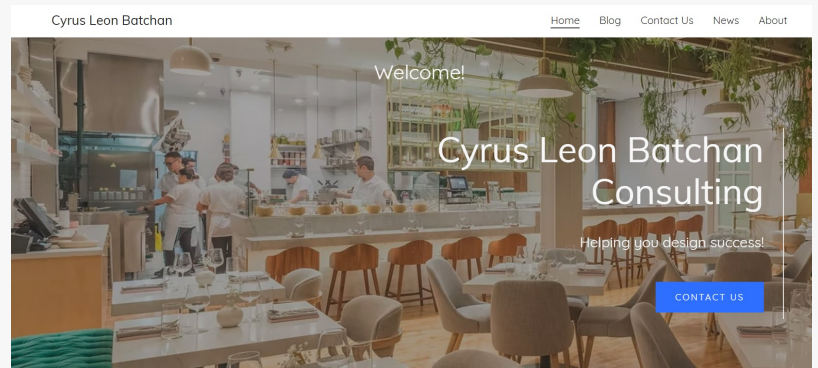 Cyrus Leon Batchan
Home Blog Contact Us News About
Welcome!
Cyrus Leon Batchan
Consulting
Helping you design success!
CONTACT US